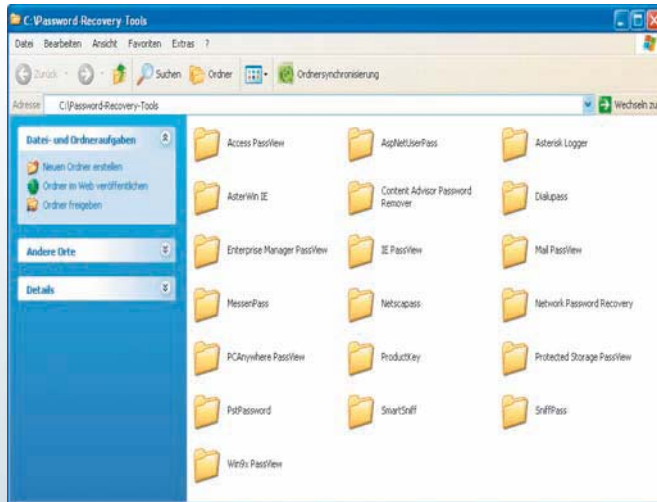 C:\Password-Recovery Tools
Datei Bearbeiten Ansicht Favoriten Extras ?
Zurück Suchen Ordner Ordnersynchronisierung
Adresse C:\Password-Recovery-Tools Wechseln zu
Datei- und Ordneraufgaben
Neuen Ordner erstellen
Ordner im Web veröffentlichen
Ordner freigeben
Andere Orte
Details
Access PassView
AspNetUserPass
Asterisk Logger
AsterWin IE
Content Advisor Password
Remover
Dialupass
Enterprise Manager PassView
IE PassView
Mail PassView
MessenPass
Netscapass
Network Password Recovery
PCAnywhere PassView
ProductKey
Protected Storage PassView
PstPassword
SmartSniff
SniffPass
Win9x PassView